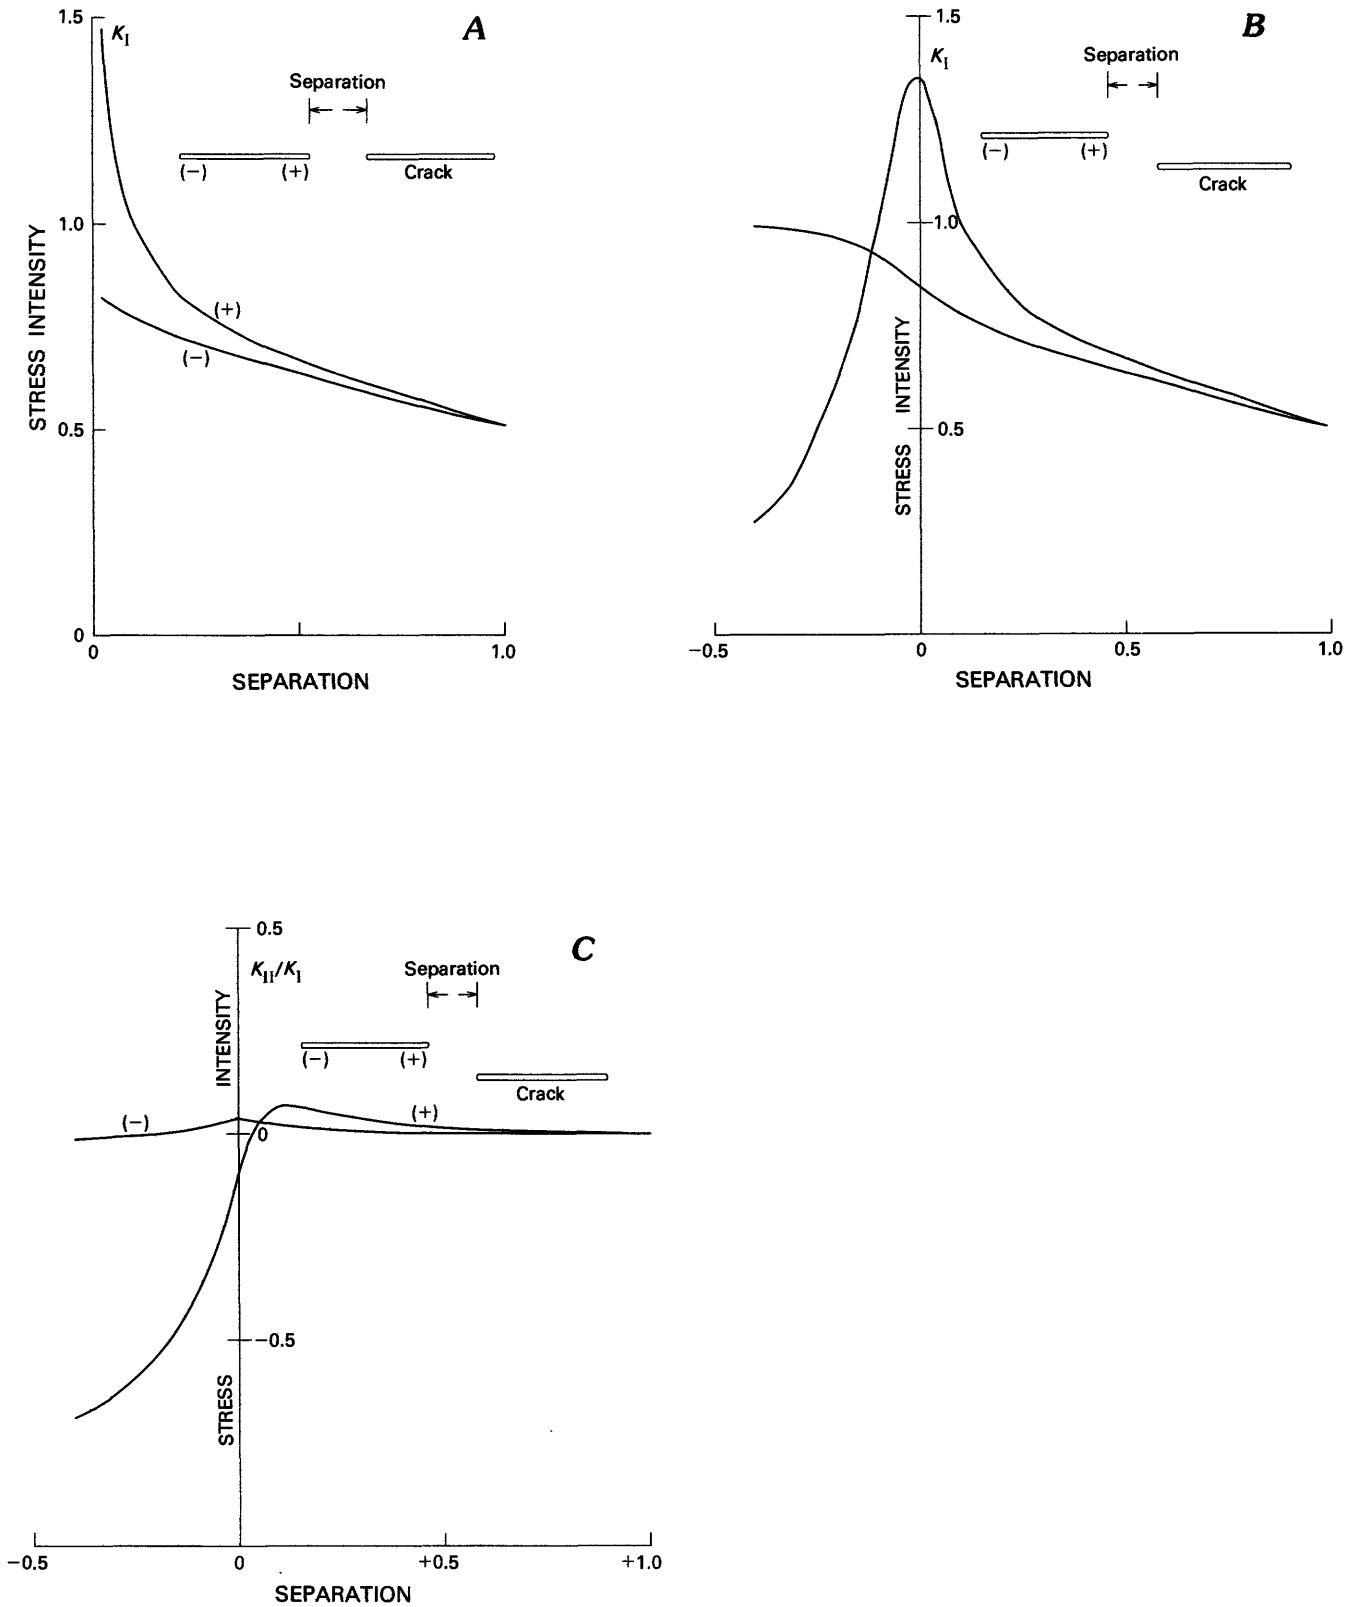 A
1.5
K_I
Separation
(−) (+)
Crack
1.0
(+)
(−)
0.5
0
0 1.0
STRESS INTENSITY
SEPARATION
B
1.5
K_I
Separation
(−) (+)
Crack
1.0
0.5
STRESS INTENSITY
−0.5 0 0.5 1.0
SEPARATION
C
0.5
K_II/K_I
Separation
(−) (+)
Crack
(−)
(+)
0
−0.5
STRESS INTENSITY
−0.5 0 +0.5 +1.0
SEPARATION